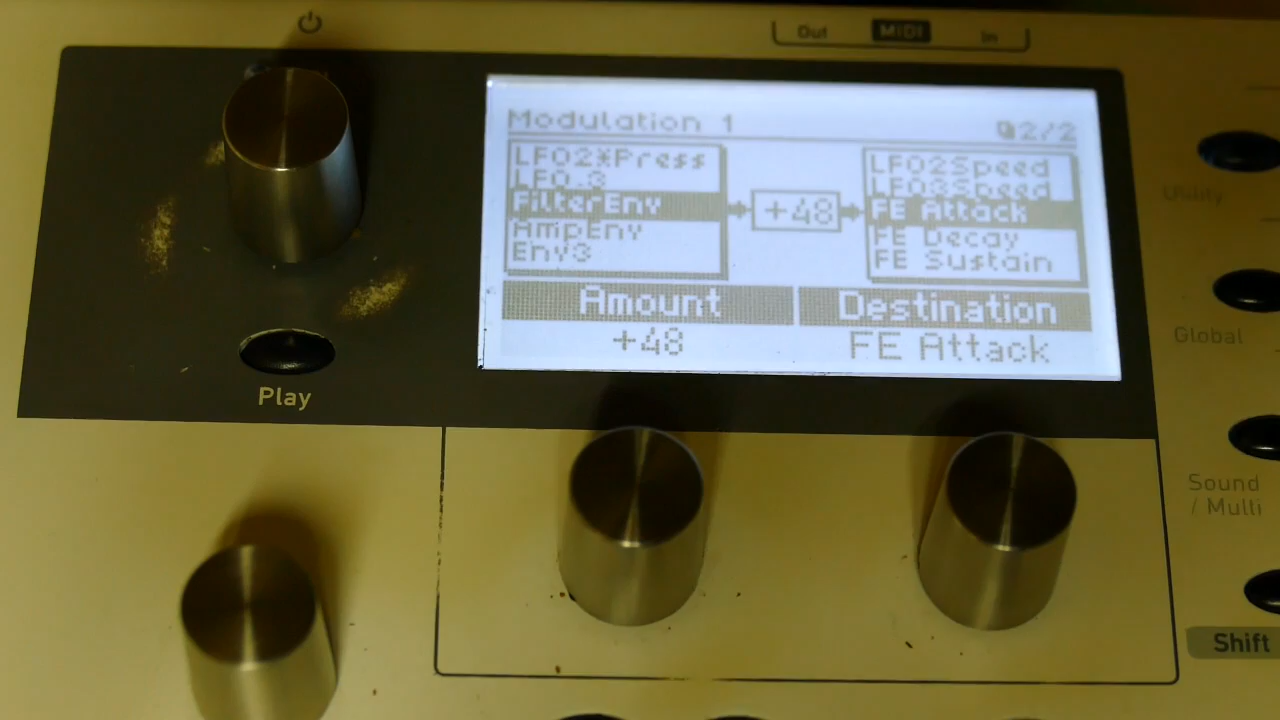 Out MIDI In
Modulation 1 2/2
LFO2*Press
LFO.3
FilterEnv
AmpEnv
Env3
+48
LFO2Speed
LFO3Speed
FE Attack
FE Decay
FE Sustain
Amount Destination
+48 FE Attack
Play
Utility
Global
Sound
/ Multi
Shift